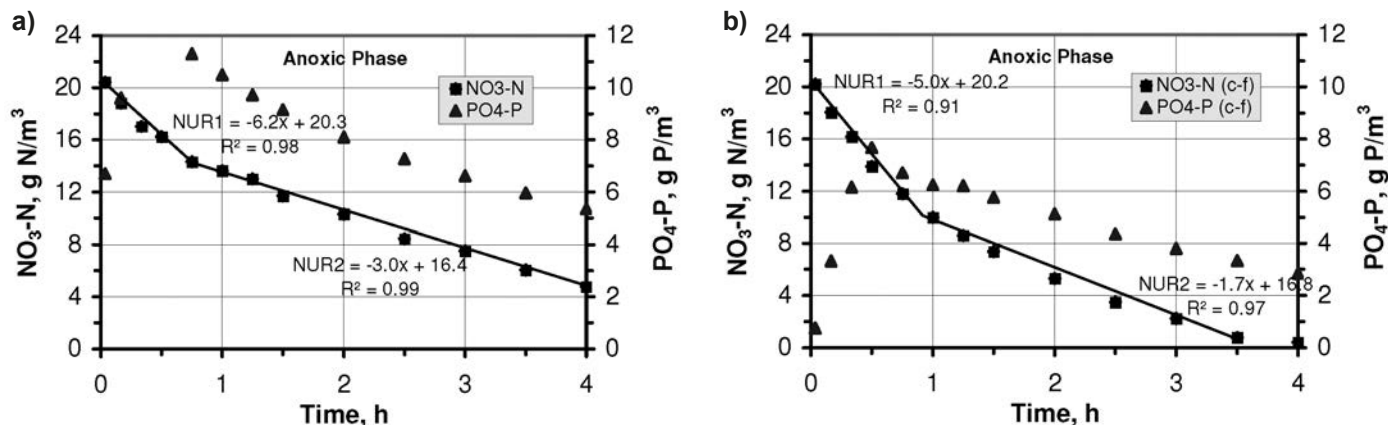 a)
24
20
16
12
8
4
0
NO3-N, g N/m³
Anoxic Phase
NO3-N
PO4-P
NUR1 = -6.2x + 20.3
R² = 0.98
NUR2 = -3.0x + 16.4
R² = 0.99
12
10
8
6
4
2
0
PO4-P, g P/m³
0 1 2 3 4
Time, h
b)
24
20
16
12
8
4
0
NO3-N, g N/m³
Anoxic Phase
NUR1 = -5.0x + 20.2
R² = 0.91
NO3-N (c-f)
PO4-P (c-f)
NUR2 = -1.7x + 16.8
R² = 0.97
12
10
8
6
4
2
0
PO4-P, g P/m³
0 1 2 3 4
Time, h